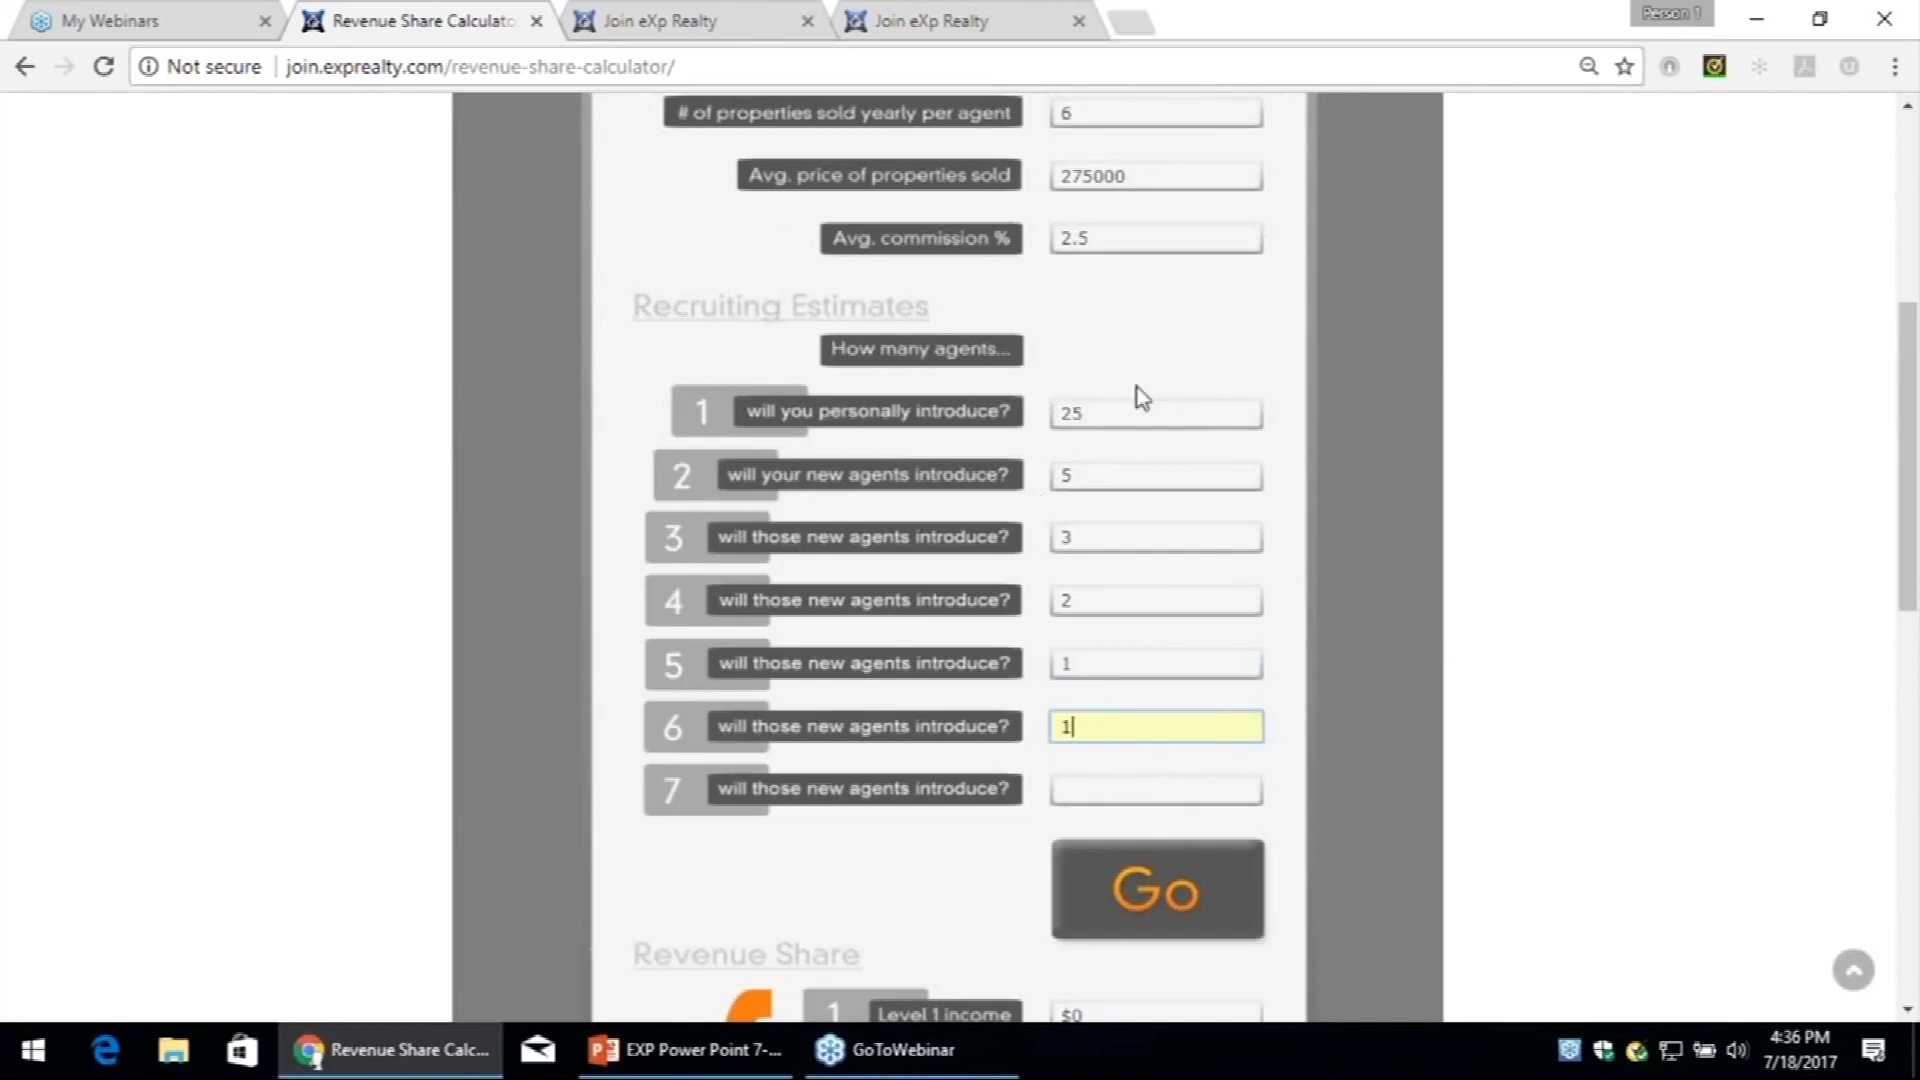 My Webinars
Revenue Share Calculato
Join eXp Realty
Join eXp Realty
Person 1
Not secure
join.exprealty.com/revenue-share-calculator/
# of properties sold yearly per agent
6
Avg. price of properties sold
275000
Avg. commission %
2.5
Recruiting Estimates
How many agents...
1 will you personally introduce?
25
2 will your new agents introduce?
5
3 will those new agents introduce?
3
4 will those new agents introduce?
2
5 will those new agents introduce?
1
6 will those new agents introduce?
1
7 will those new agents introduce?
Go
Revenue Share
1 Level 1 income
$0
Revenue Share Calc...
EXP Power Point 7-...
GoToWebinar
4:36 PM
7/18/2017